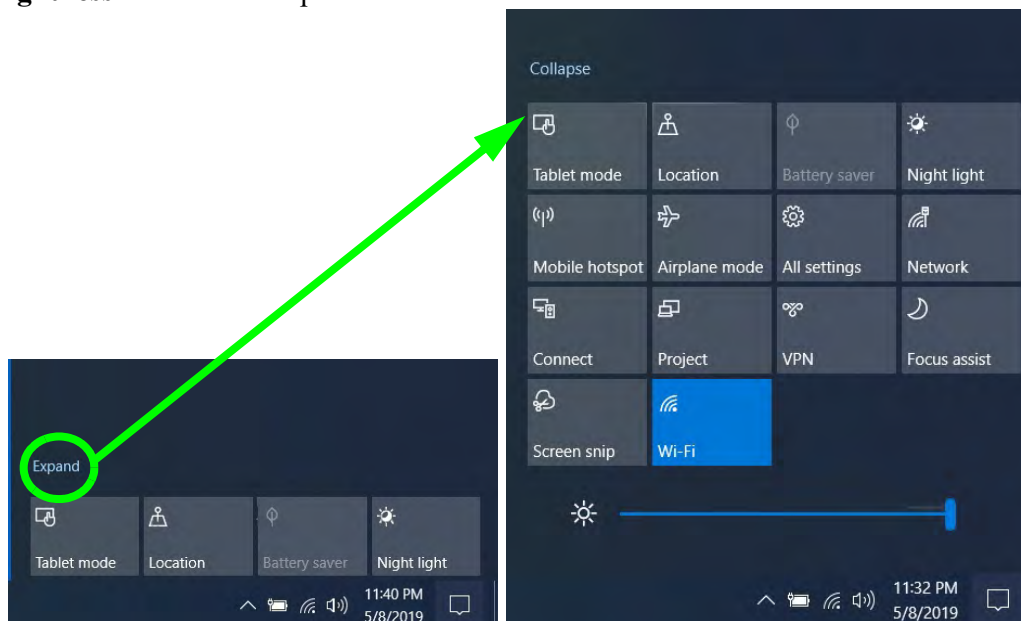 Collapse
Tablet mode Location Battery saver Night light
Mobile hotspot Airplane mode All settings Network
Connect Project VPN Focus assist
Screen snip Wi-Fi
11:32 PM
5/8/2019
Expand
Tablet mode Location Battery saver Night light
11:40 PM
5/8/2019